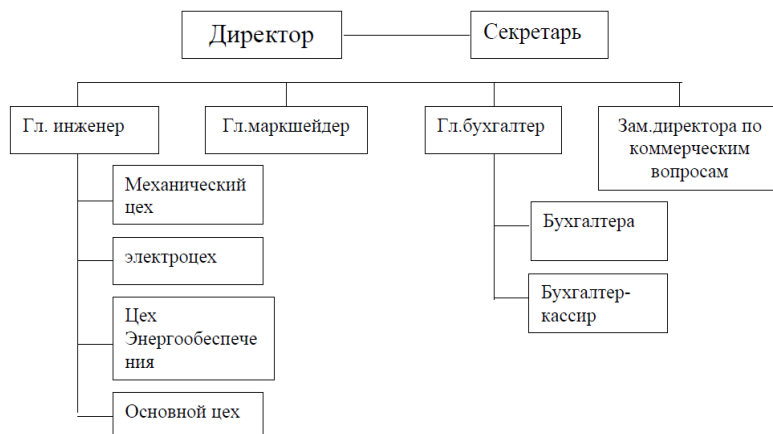 Директор
Секретарь
Гл. инженер
Гл.маркшейдер
Гл.бухгалтер
Зам.директора по
коммерческим
вопросам
Механический
цех
электроцех
Цех
Энергообеспече
ния
Основной цех
Бухгалтера
Бухгалтер-
кассир